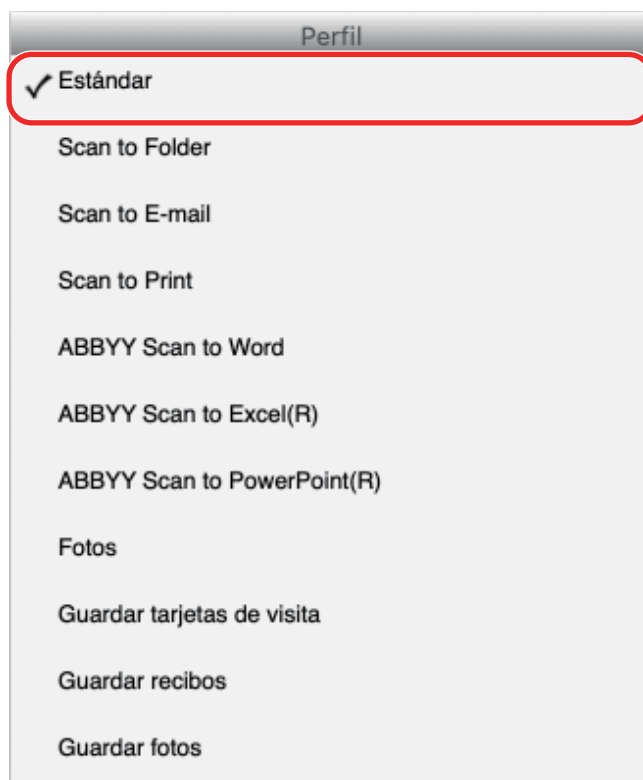 Perfil
Estándar
Scan to Folder
Scan to E-mail
Scan to Print
ABBYY Scan to Word
ABBYY Scan to Excel(R)
ABBYY Scan to PowerPoint(R)
Fotos
Guardar tarjetas de visita
Guardar recibos
Guardar fotos